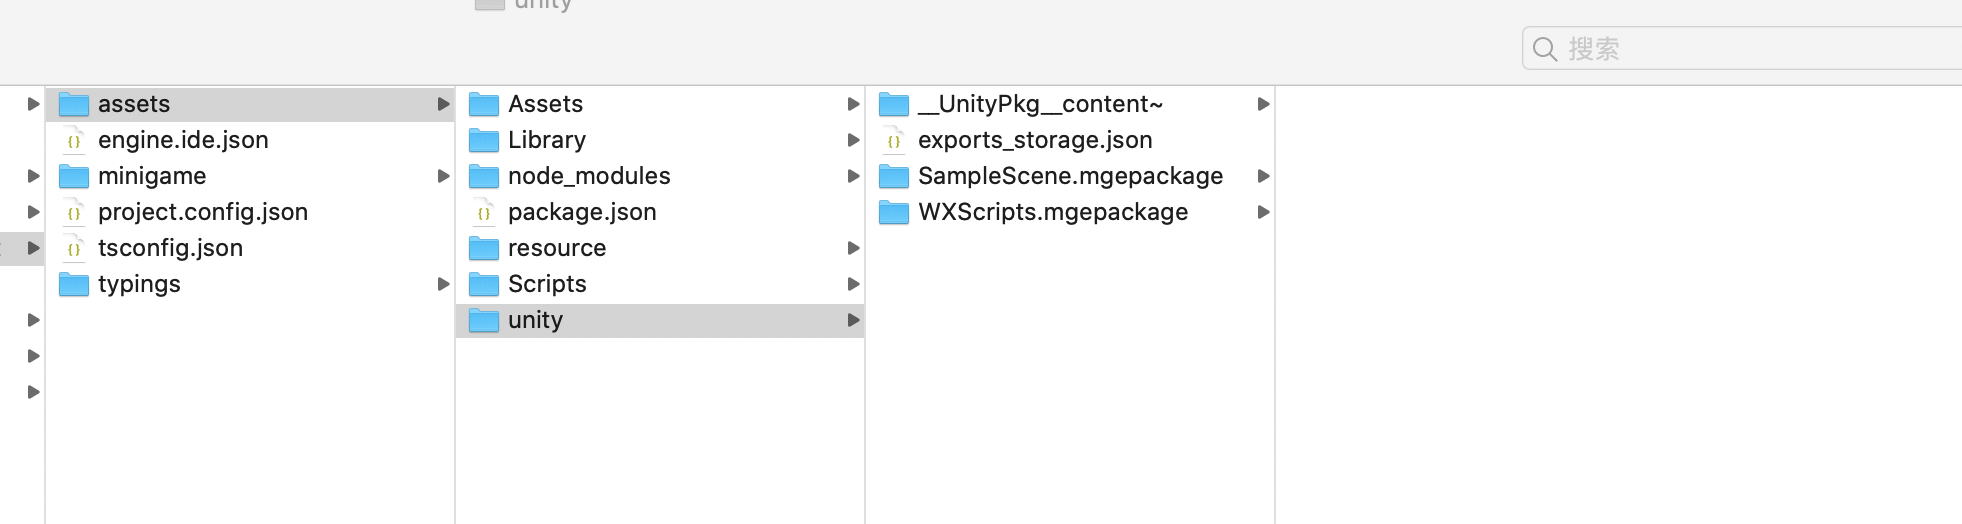 unity
搜索
assets
engine.ide.json
minigame
project.config.json
tsconfig.json
typings
Assets
Library
node_modules
package.json
resource
Scripts
unity
__UnityPkg__content~
exports_storage.json
SampleScene.mgepackage
WXScripts.mgepackage